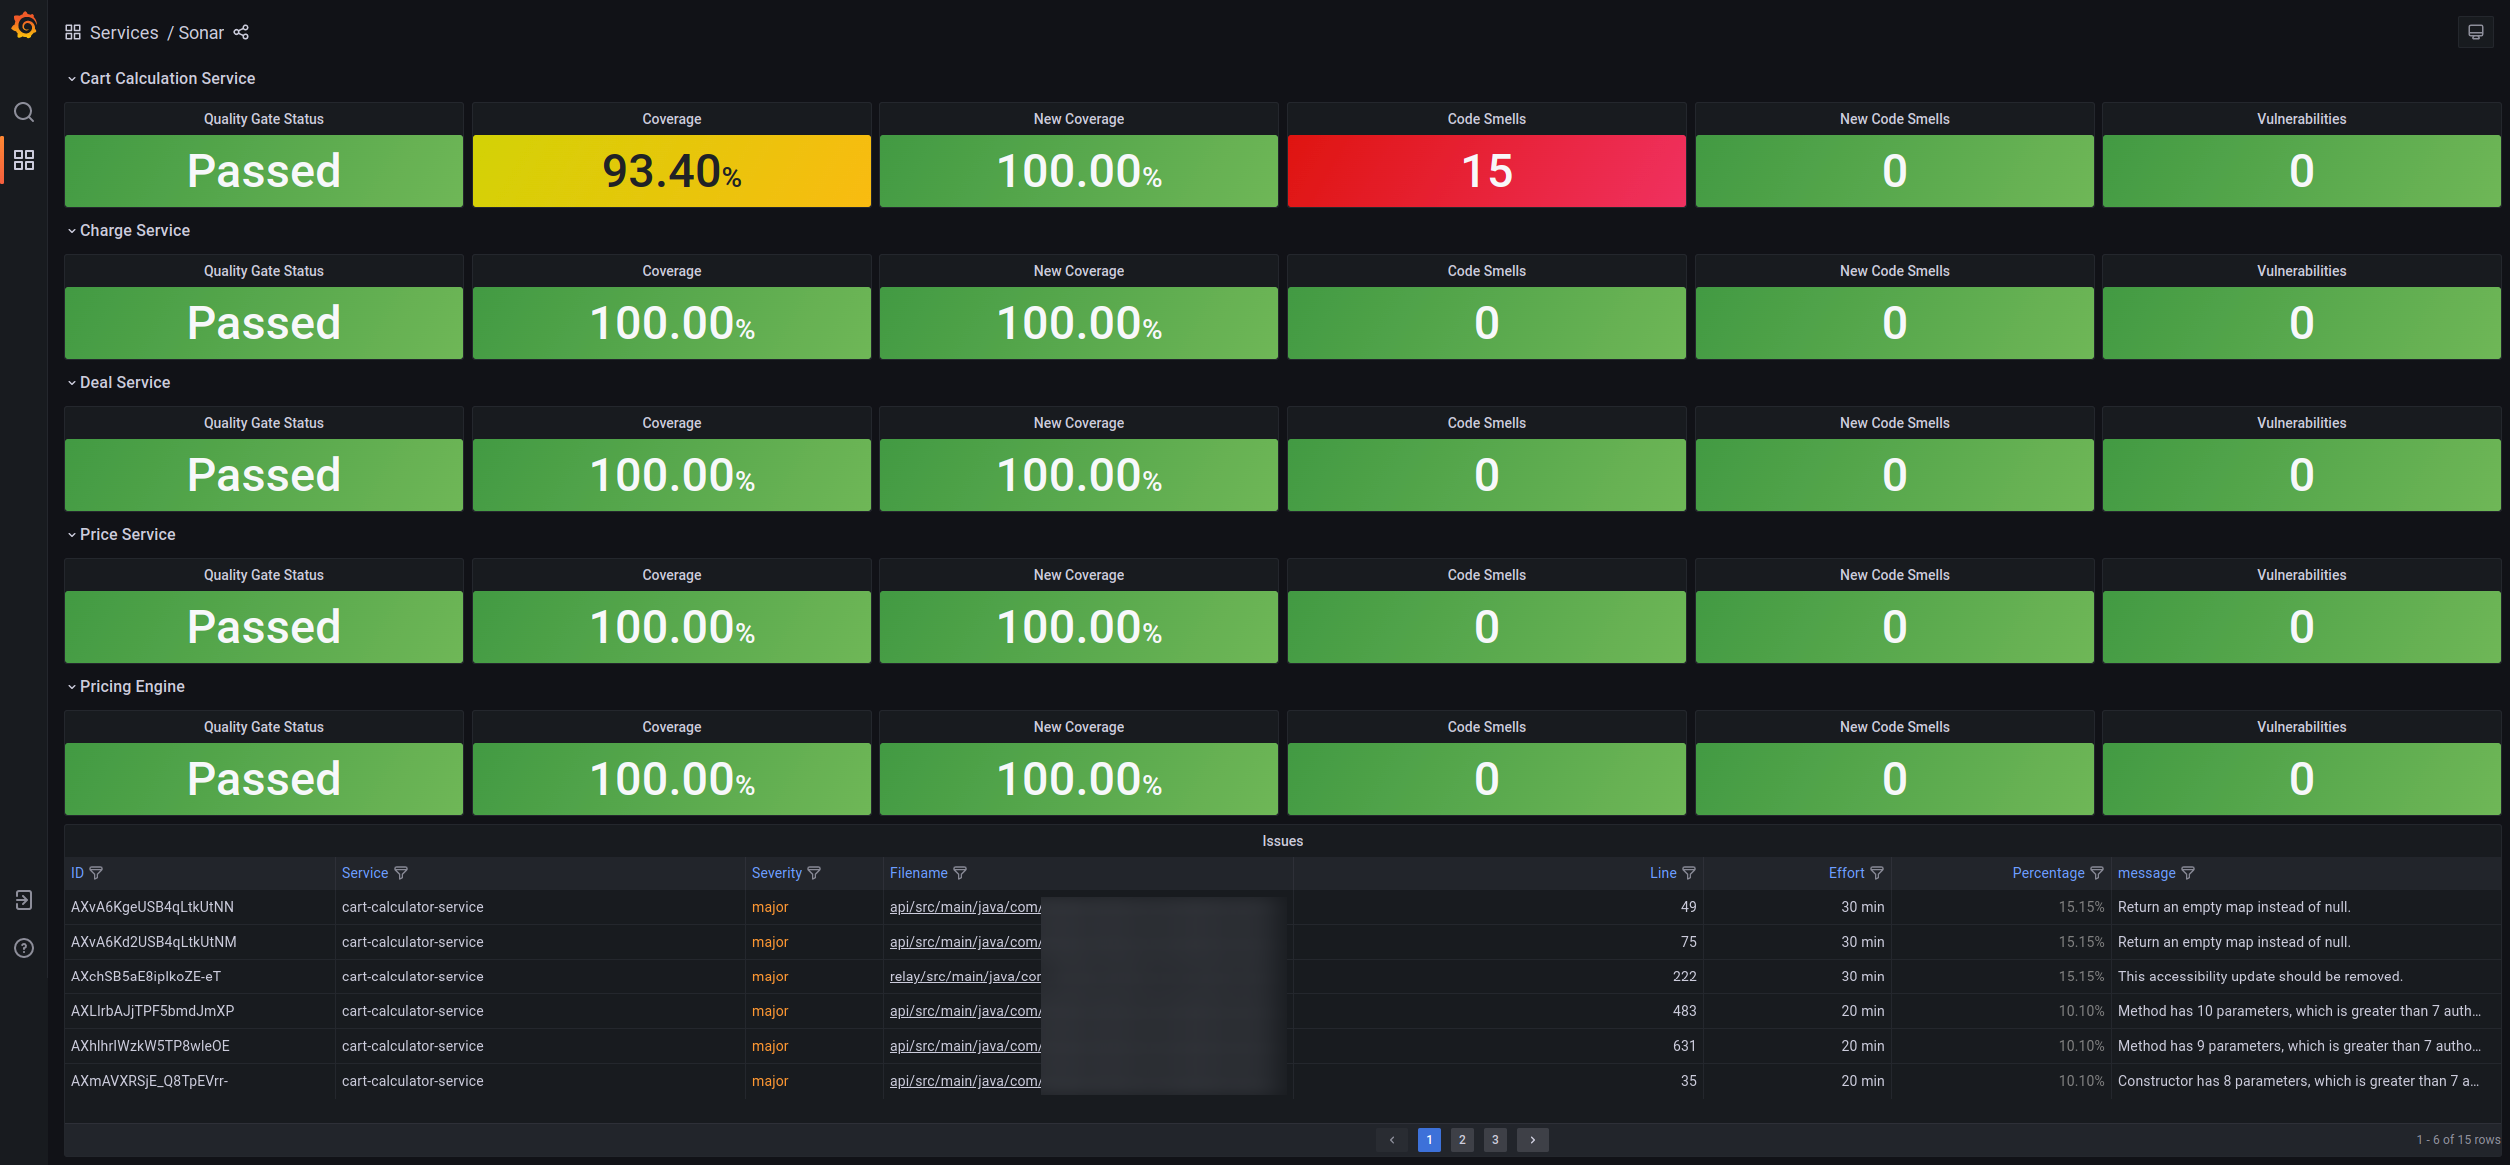 Services / Sonar
Cart Calculation Service
Quality Gate Status Coverage New Coverage Code Smells New Code Smells Vulnerabilities
Passed 93.40% 100.00% 15 0 0
Charge Service
Quality Gate Status Coverage New Coverage Code Smells New Code Smells Vulnerabilities
Passed 100.00% 100.00% 0 0 0
Deal Service
Quality Gate Status Coverage New Coverage Code Smells New Code Smells Vulnerabilities
Passed 100.00% 100.00% 0 0 0
Price Service
Quality Gate Status Coverage New Coverage Code Smells New Code Smells Vulnerabilities
Passed 100.00% 100.00% 0 0 0
Pricing Engine
Quality Gate Status Coverage New Coverage Code Smells New Code Smells Vulnerabilities
Passed 100.00% 100.00% 0 0 0
Issues
ID Service Severity Filename Line Effort Percentage message
AXvA6KgeUSB4qLtkUtNN cart-calculator-service major api/src/main/java/com/ 49 30 min 15.15% Return an empty map instead of null.
AXvA6Kd2USB4qLtkUtNM cart-calculator-service major api/src/main/java/com/ 75 30 min 15.15% Return an empty map instead of null.
AXchSB5aE8ipIkoZE-eT cart-calculator-service major relay/src/main/java/cor 222 30 min 15.15% This accessibility update should be removed.
AXLIrbAJjTPF5bmdJmXP cart-calculator-service major api/src/main/java/com/ 483 20 min 10.10% Method has 10 parameters, which is greater than 7 auth...
AXhIhrIWzkW5TP8wIeOE cart-calculator-service major api/src/main/java/com/ 631 20 min 10.10% Method has 9 parameters, which is greater than 7 autho...
AXmAVXRSjE_Q8TpEVrr- cart-calculator-service major api/src/main/java/com/ 35 20 min 10.10% Constructor has 8 parameters, which is greater than 7 a...
1 2 3 1 - 6 of 15 rows